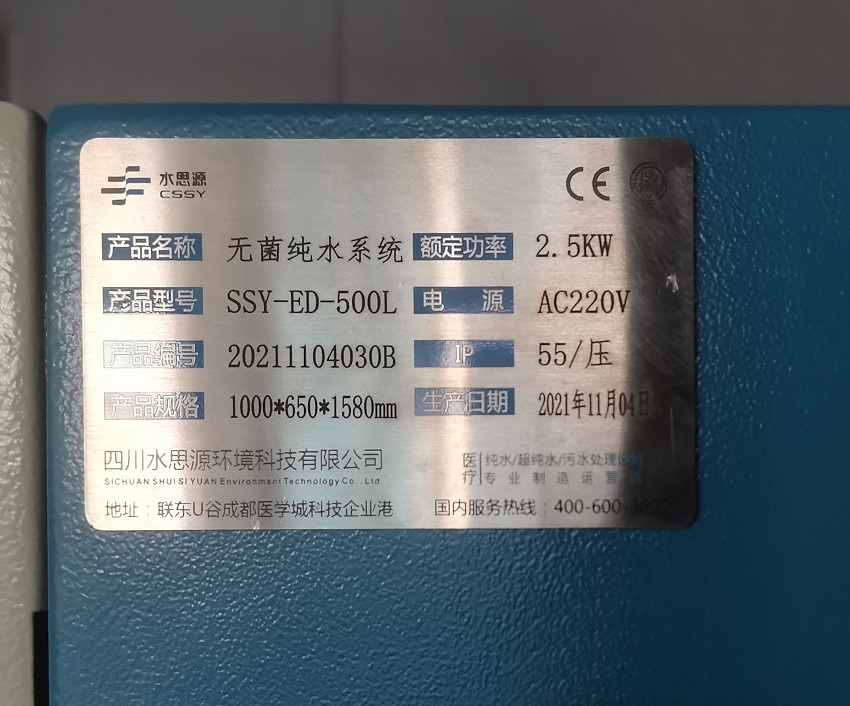 水思源
CSSY
CE
产品名称 无菌纯水系统 额定功率 2.5KW
产品型号 SSY-ED-500L 电 源 AC220V
产品编号 20211104030B IP 55/压
产品规格 1000*650*1580mm 生产日期 2021年11月04日
四川水思源环境科技有限公司
SICHUAN SHUI SI YUAN Environment Technology Co., Ltd
医疗
纯水/超纯水/污水处理
专业制造运营
地址：联东U谷成都医学城科技企业港 国内服务热线：400-600-